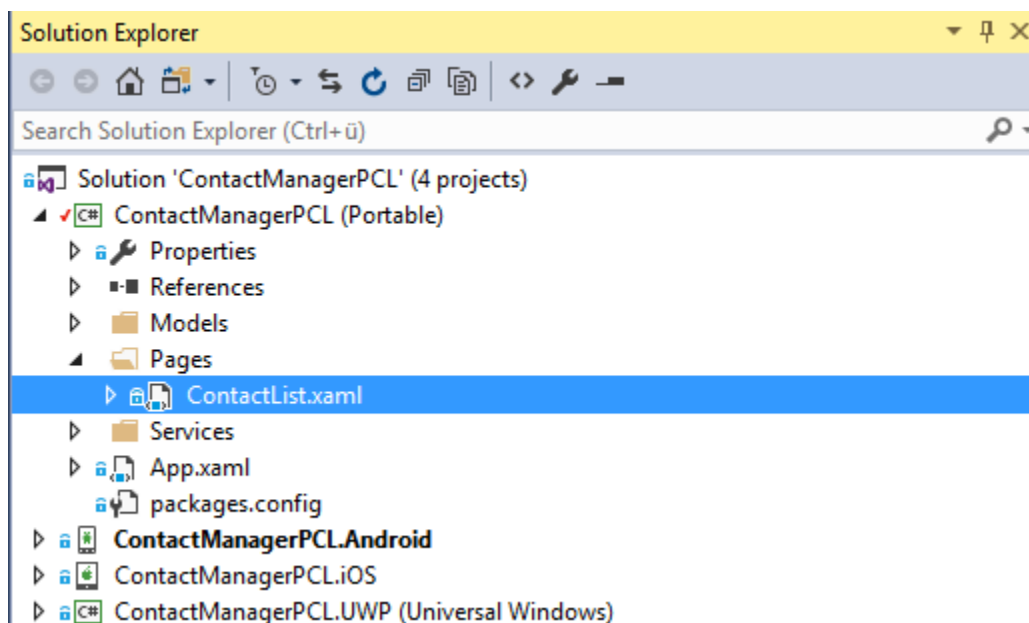 Solution Explorer
Search Solution Explorer (Ctrl+ü)
Solution 'ContactManagerPCL' (4 projects)
C# ContactManagerPCL (Portable)
Properties
References
Models
Pages
ContactList.xaml
Services
App.xaml
packages.config
ContactManagerPCL.Android
ContactManagerPCL.iOS
C# ContactManagerPCL.UWP (Universal Windows)